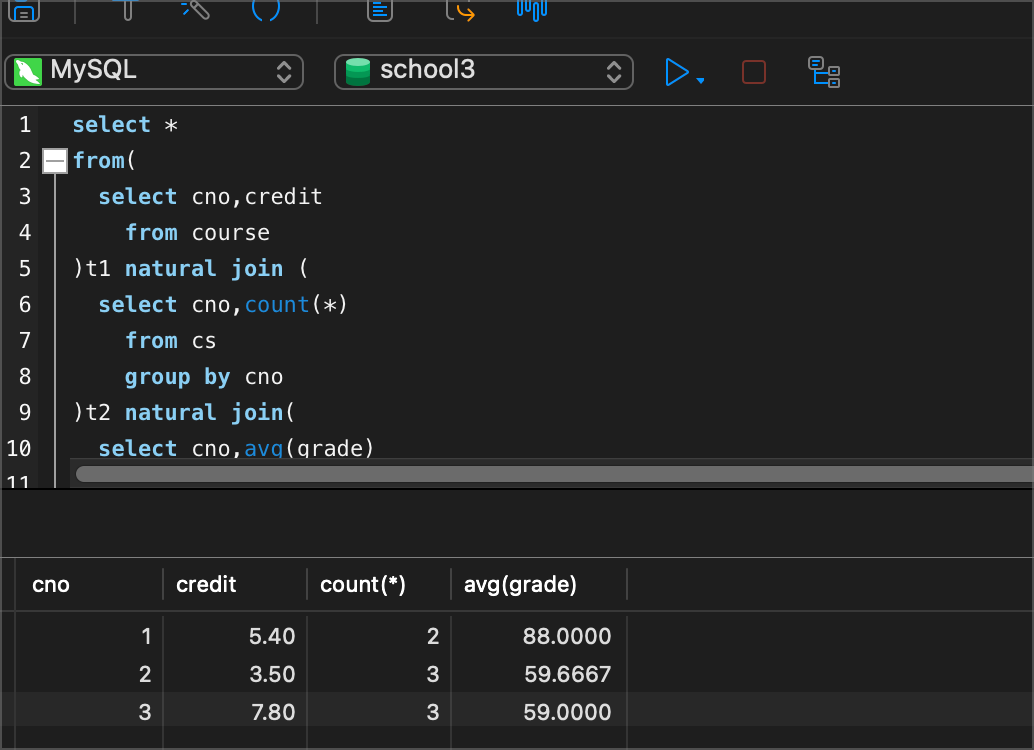 MySQL school3
1 select *
2 from(
3 select cno,credit
4 from course
5 )t1 natural join (
6 select cno,count(*)
7 from cs
8 group by cno
9 )t2 natural join(
10 select cno,avg(grade)
11
cno credit count(*) avg(grade)
1 5.40 2 88.0000
2 3.50 3 59.6667
3 7.80 3 59.0000